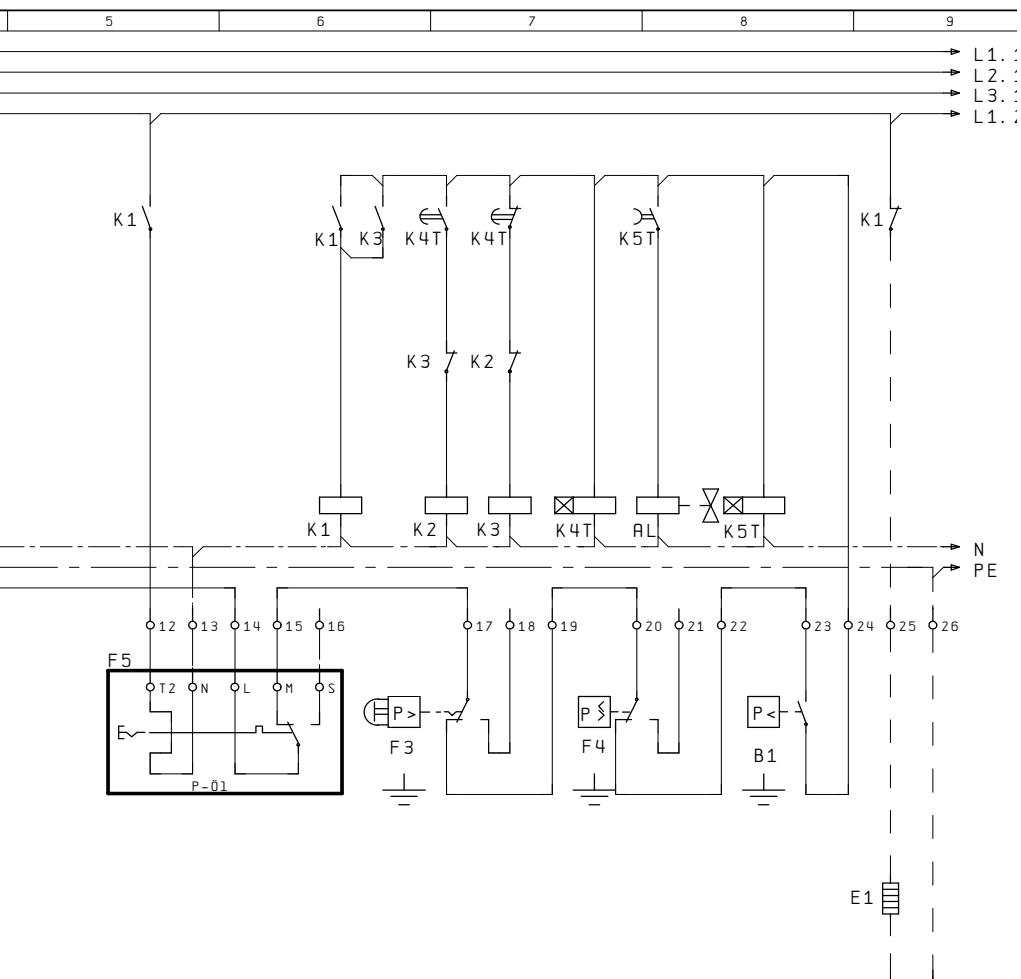 5 6 7 8 9
L1.1
L2.1
L3.1
L1.2
K1 K1 K3 K4T K4T K5T K1
K3 K2
K1 K2 K3 K4T AL K5T
N
PE
12 13 14 15 16 17 18 19 20 21 22 23 24 25 26
F5
T2 N L M S
P> P P<
F3 F4 B1
P-Öl
E1